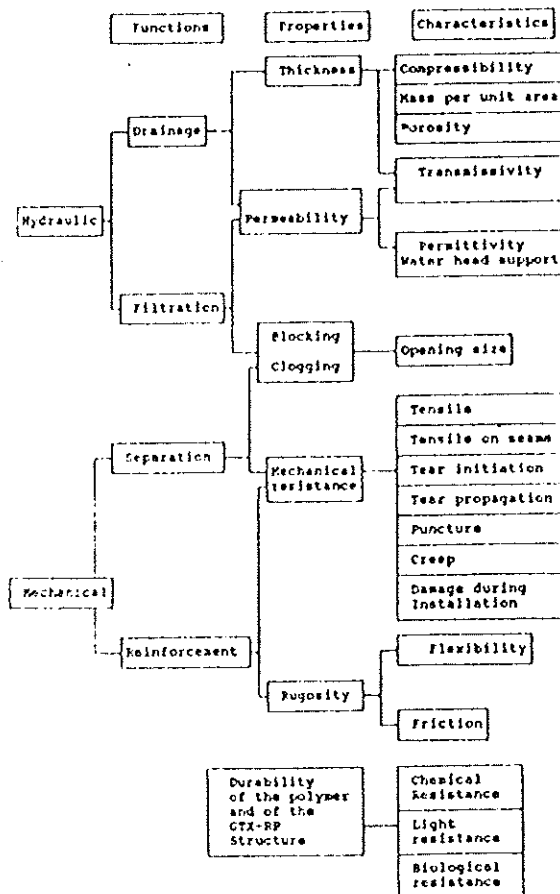 Functions
Properties
Characteristics
Thickness
Compressibility
Mass per unit area
Porosity
Drainage
Transmissivity
Hydraulic
Permeability
Permittivity
Water head support
Filtration
Blocking
Clogging
Opening size
Separation
Mechanical
resistance
Tensile
Tensile on seams
Tear initiation
Tear propagation
Puncture
Creep
Damage during
Installation
Mechanical
Reinforcement
Flexibility
Rugosity
Friction
Durability
of the polymer
and of the
GTX-RP
Structure
Chemical
Resistance
Light
resistance
Biological
resistance